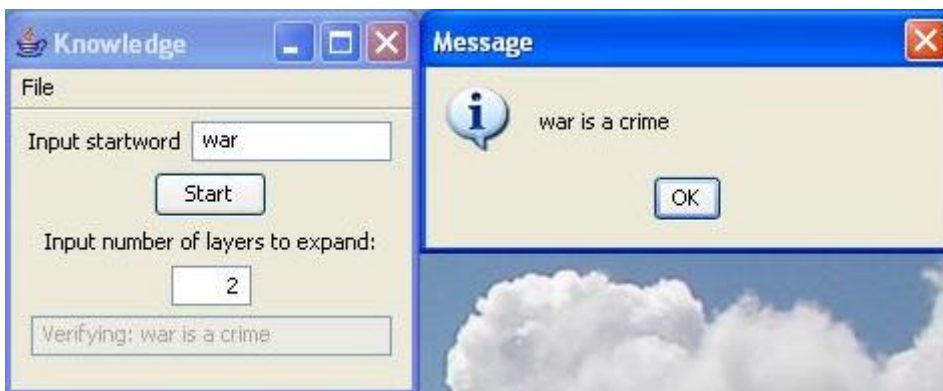 Knowledge
File
Input startword war
Start
Input number of layers to expand:
2
Verifying: war is a crime
Message
war is a crime
OK